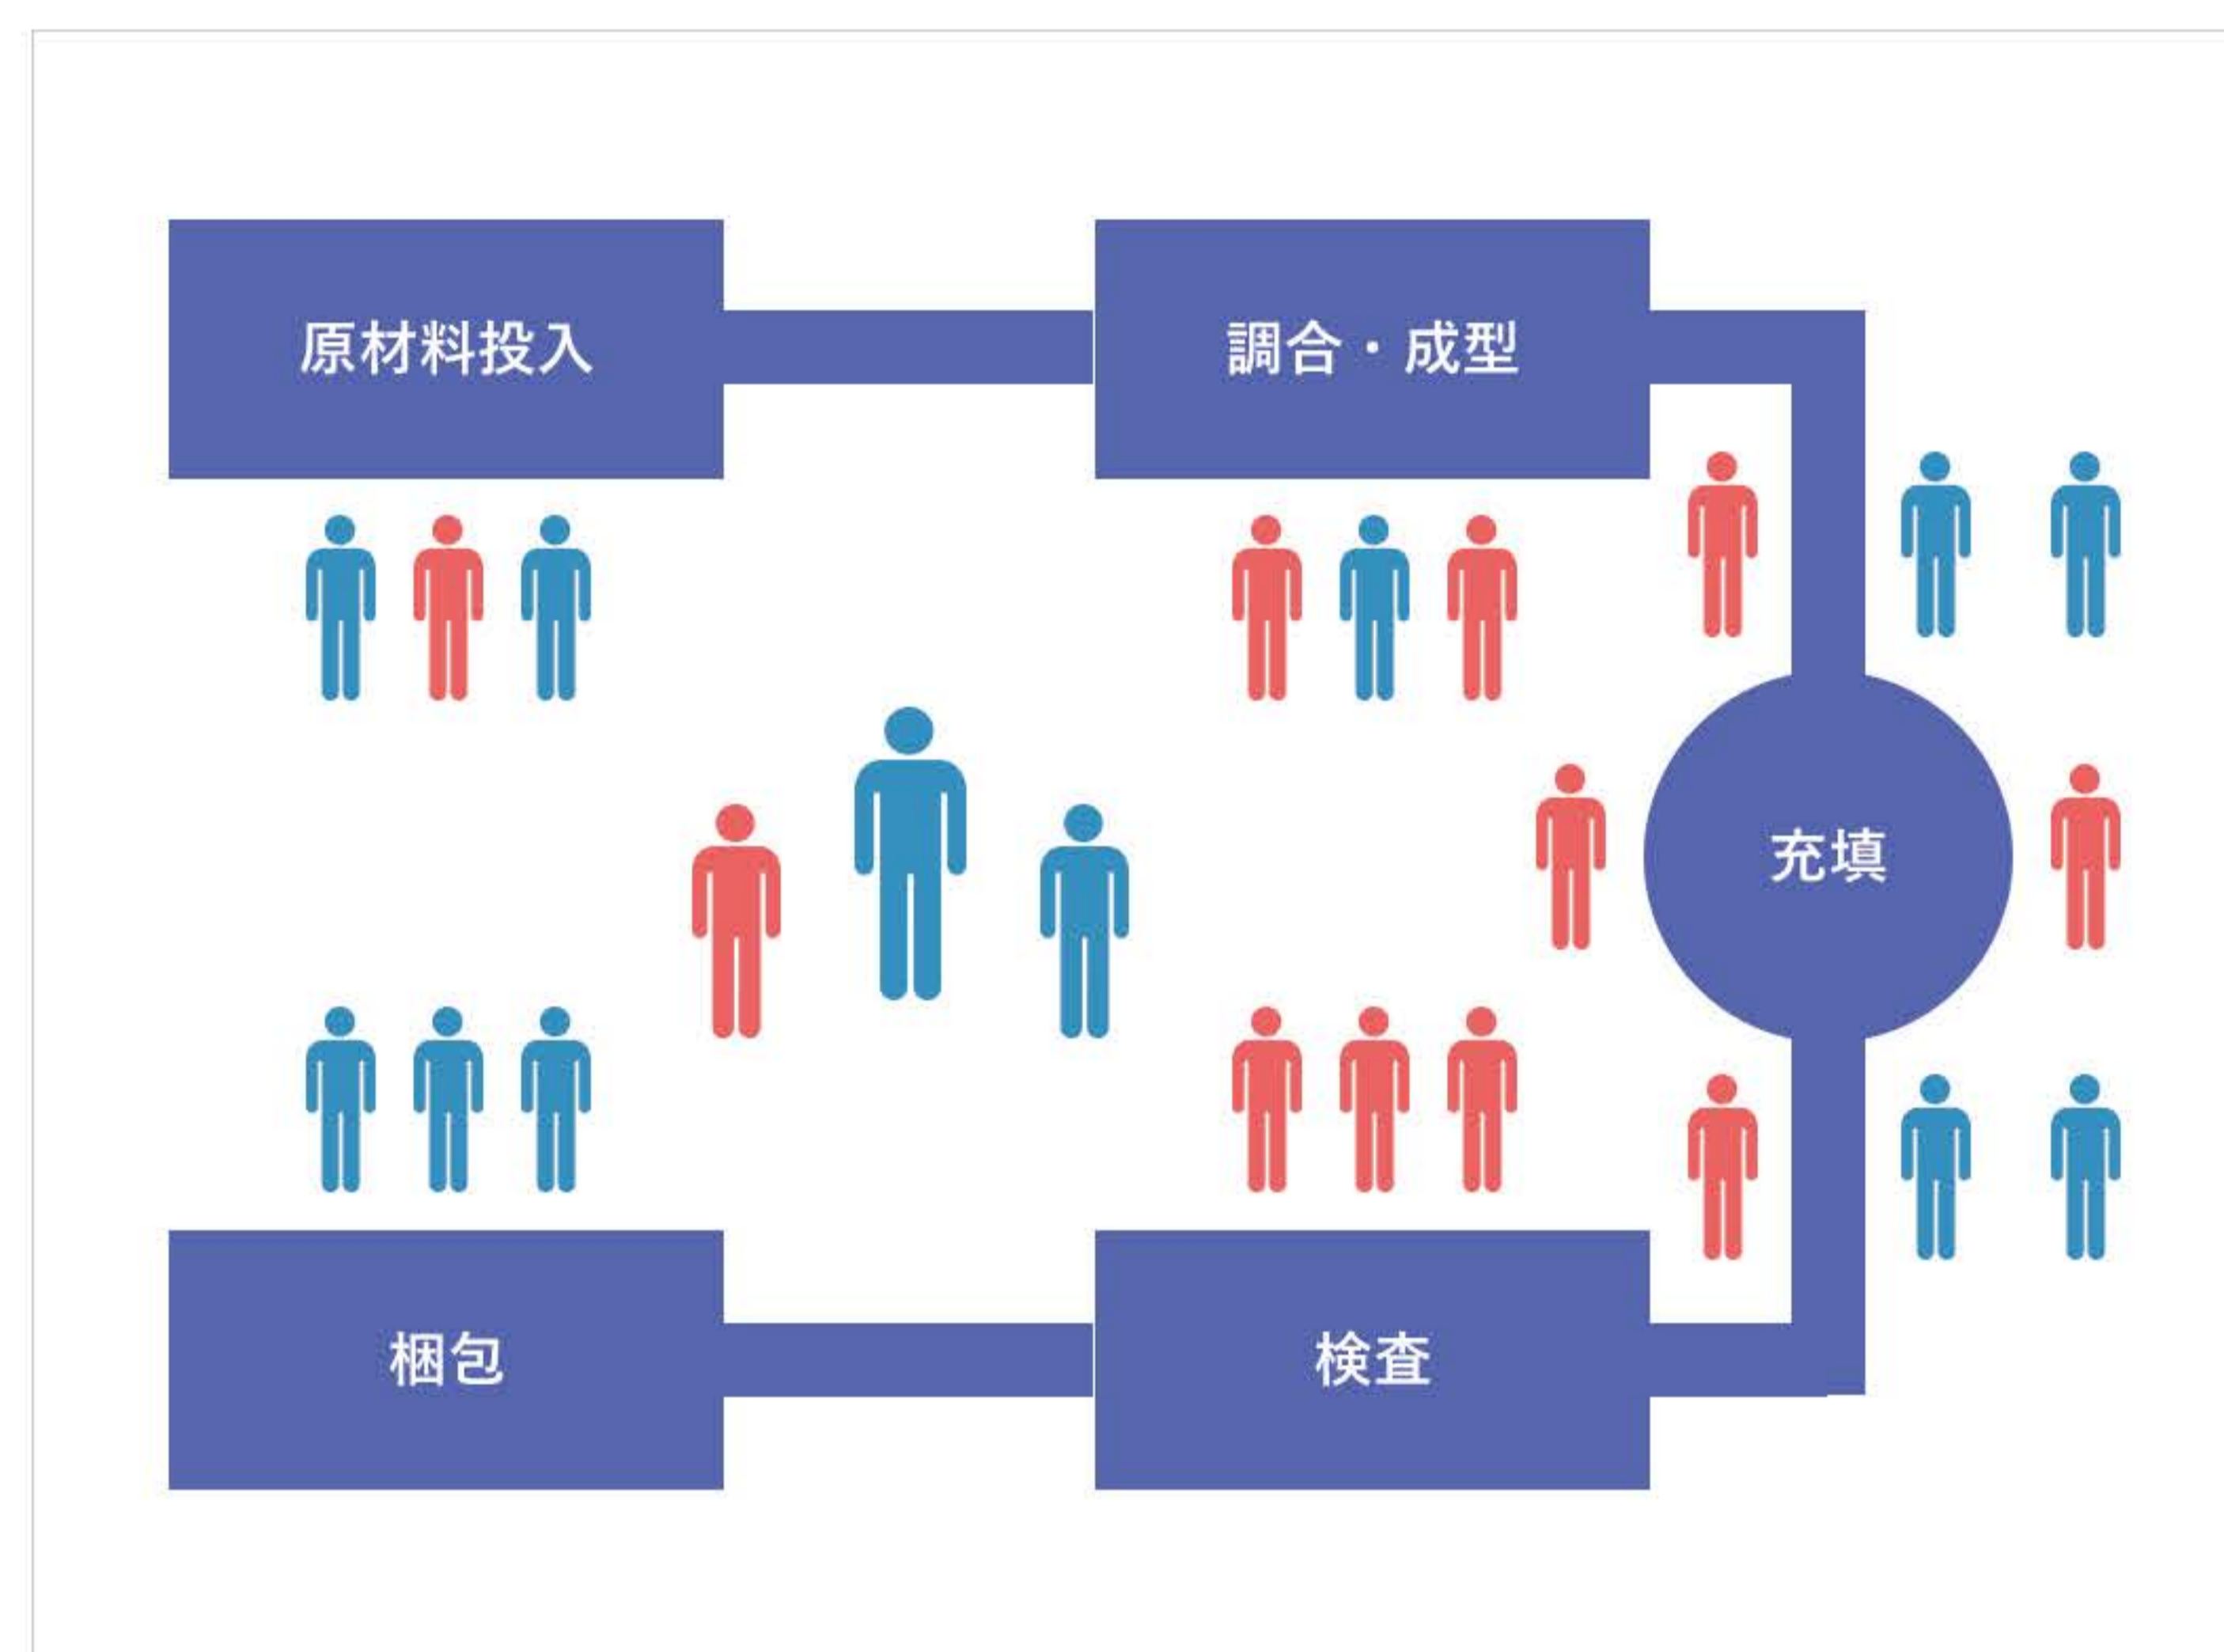 原材料投入
調合・成型
充填
検査
梱包